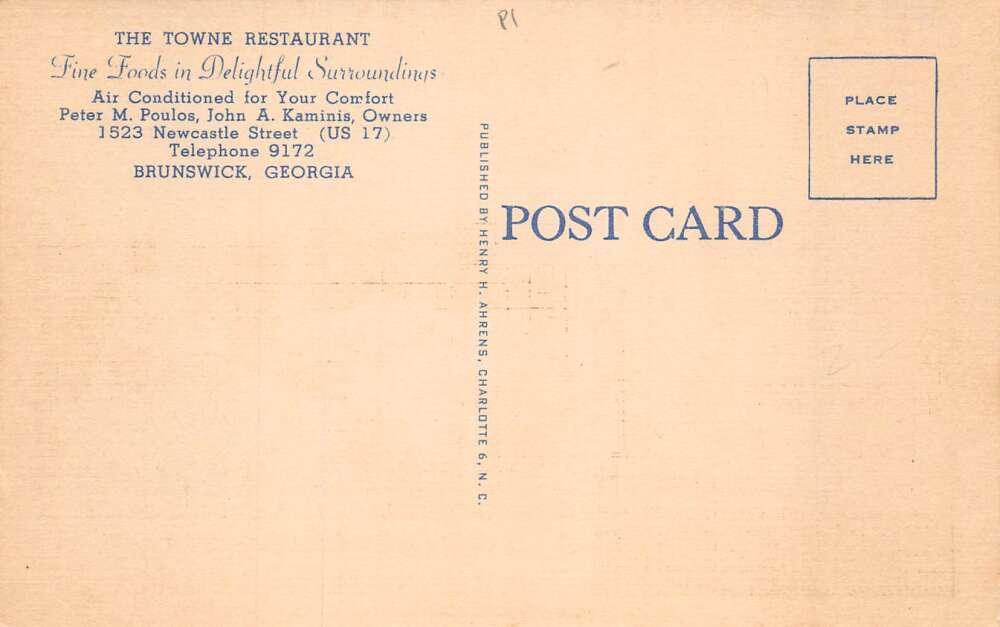 P1
THE TOWNE RESTAURANT
Fine Foods in Delightful Surroundings
Air Conditioned for Your Comfort
Peter M. Poulos, John A. Kaminis, Owners
1523 Newcastle Street (US 17)
Telephone 9172
BRUNSWICK, GEORGIA
PUBLISHED BY HENRY H. AHRENS, CHARLOTTE 6, N. C.
POST CARD
PLACE
STAMP
HERE